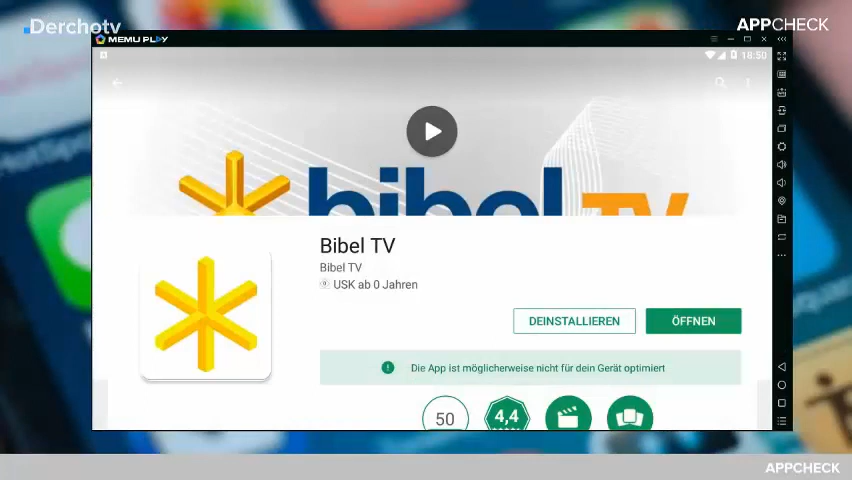 Derchotv
APPCHECK
MEMU PLAY
18:50
bibel TV
Bibel TV
Bibel TV
0 USK ab 0 Jahren
DEINSTALLIEREN
ÖFFNEN
Die App ist möglicherweise nicht für dein Gerät optimiert
50
4,4
APPCHECK